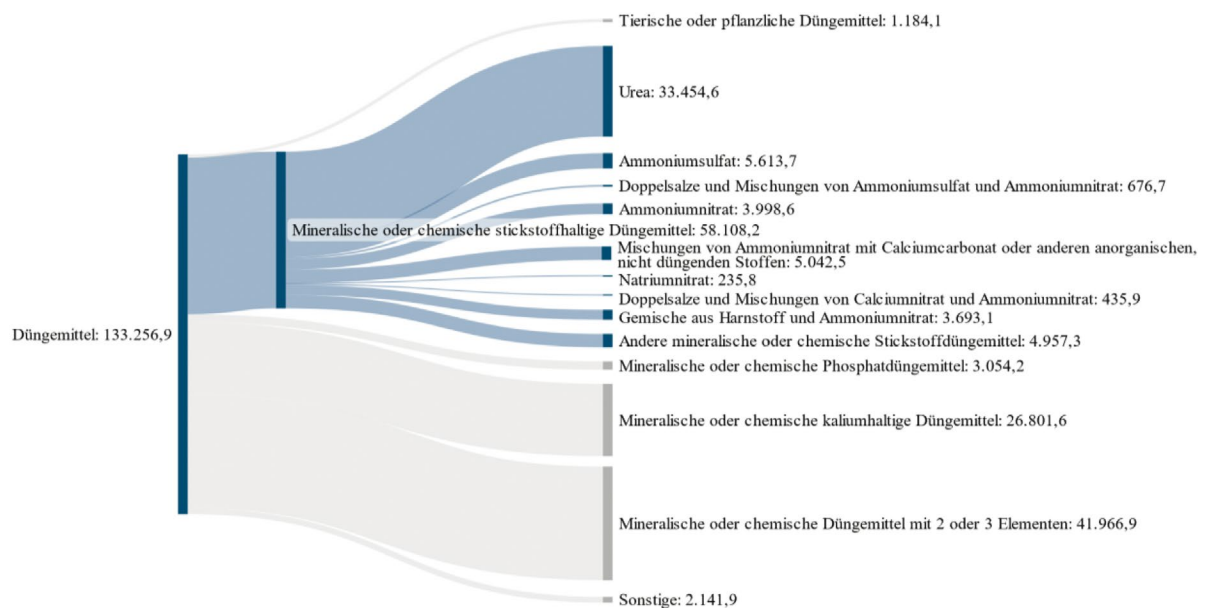 Tierische oder pflanzliche Düngemittel: 1.184,1
Urea: 33.454,6
Ammoniumsulfat: 5.613,7
Doppelsalze und Mischungen von Ammoniumsulfat und Ammoniumnitrat: 676,7
Ammoniumnitrat: 3.998,6
Mineralische oder chemische stickstoffhaltige Düngemittel: 58.108,2
Mischungen von Ammoniumnitrat mit Calciumcarbonat oder anderen anorganischen,
nicht düngenden Stoffen: 5.042,5
Natriumnitrat: 235,8
Doppelsalze und Mischungen von Calciumnitrat und Ammoniumnitrat: 435,9
Gemische aus Harnstoff und Ammoniumnitrat: 3.693,1
Düngemittel: 133.256,9
Andere mineralische oder chemische Stickstoffdüngemittel: 4.957,3
Mineralische oder chemische Phosphatdüngemittel: 3.054,2
Mineralische oder chemische kaliumhaltige Düngemittel: 26.801,6
Mineralische oder chemische Düngemittel mit 2 oder 3 Elementen: 41.966,9
Sonstige: 2.141,9